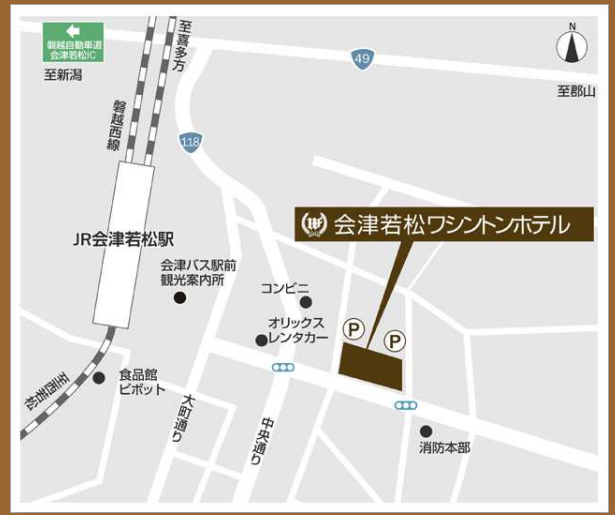 磐越自動車道
会津若松IC
至新潟
至喜多方
磐越西線
49
N
至郡山
118
会津若松ワシントンホテル
JR会津若松駅
会津バス駅前
観光案内所
コンビニ
オリックス
レンタカー
P
P
至西若松
食品館
ピボット
大町通り
中央通り
消防本部